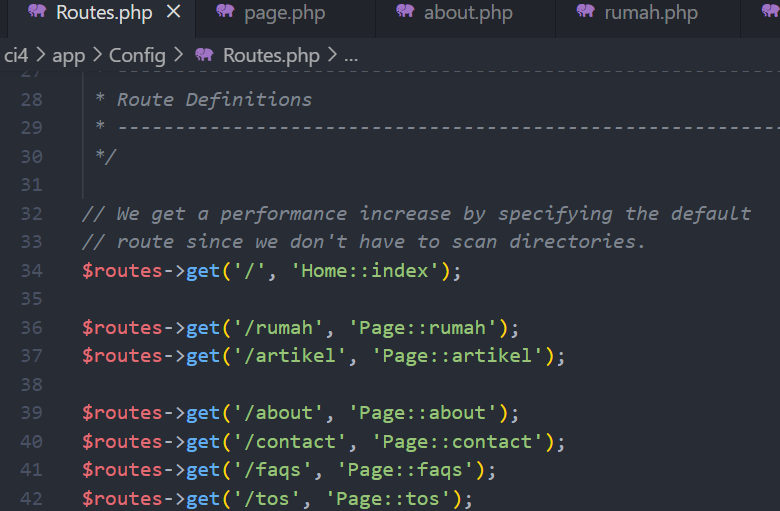 Routes.php page.php about.php rumah.php
ci4 > app > Config > Routes.php > ...
28 * Route Definitions
29 * --------------------------------------------------------------------
30 */
31
32 // We get a performance increase by specifying the default
33 // route since we don't have to scan directories.
34 $routes->get('/', 'Home::index');
35
36 $routes->get('/rumah', 'Page::rumah');
37 $routes->get('/artikel', 'Page::artikel');
38
39 $routes->get('/about', 'Page::about');
40 $routes->get('/contact', 'Page::contact');
41 $routes->get('/faqs', 'Page::faqs');
42 $routes->get('/tos', 'Page::tos');